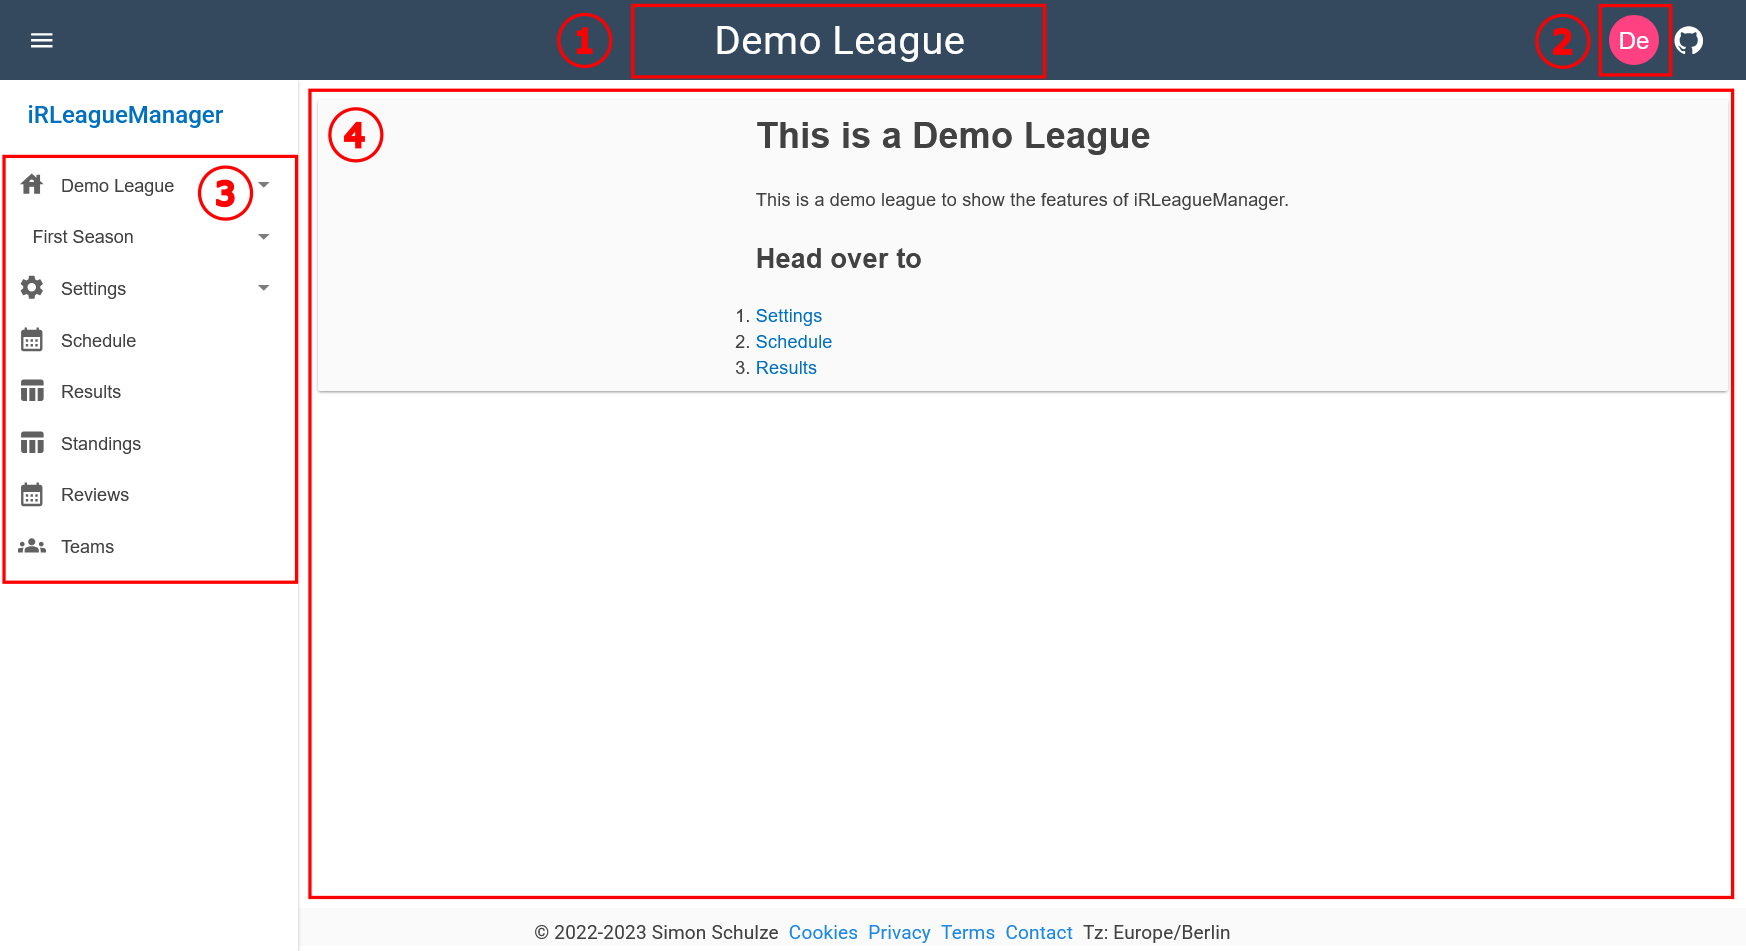 1
Demo League
2
De
iRLeagueManager
3
Demo League
First Season
Settings
Schedule
Results
Standings
Reviews
Teams
4
This is a Demo League
This is a demo league to show the features of iRLeagueManager.
Head over to
1. Settings
2. Schedule
3. Results
© 2022-2023 Simon Schulze Cookies Privacy Terms Contact Tz: Europe/Berlin